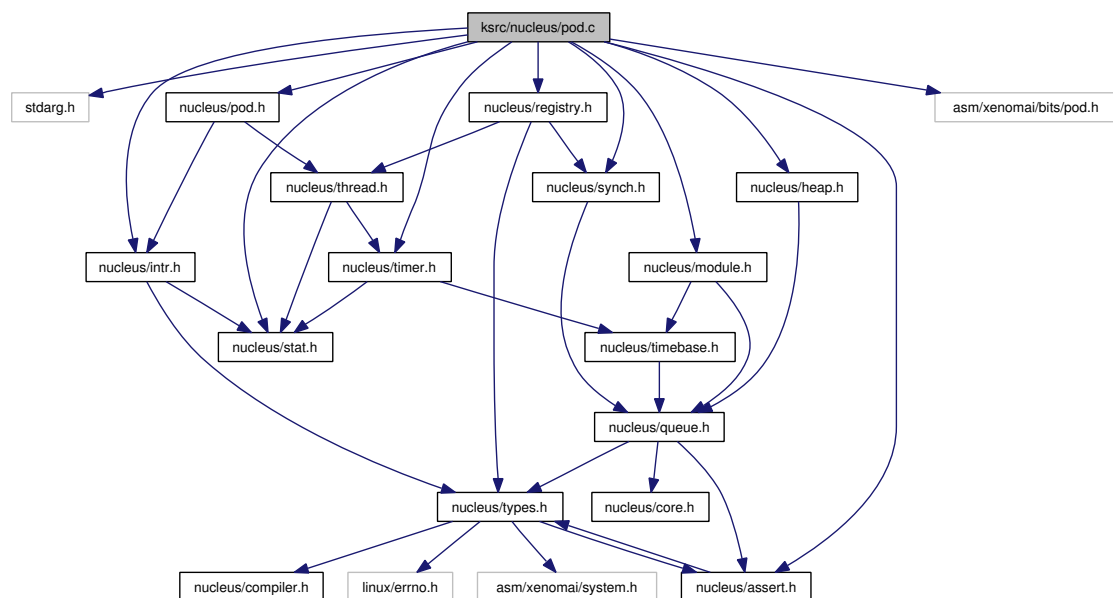 ksrc/nucleus/pod.c
stdarg.h
nucleus/pod.h
nucleus/registry.h
asm/xenomai/bits/pod.h
nucleus/thread.h
nucleus/synch.h
nucleus/heap.h
nucleus/intr.h
nucleus/timer.h
nucleus/module.h
nucleus/stat.h
nucleus/timebase.h
nucleus/queue.h
nucleus/types.h
nucleus/core.h
nucleus/compiler.h
linux/errno.h
asm/xenomai/system.h
nucleus/assert.h